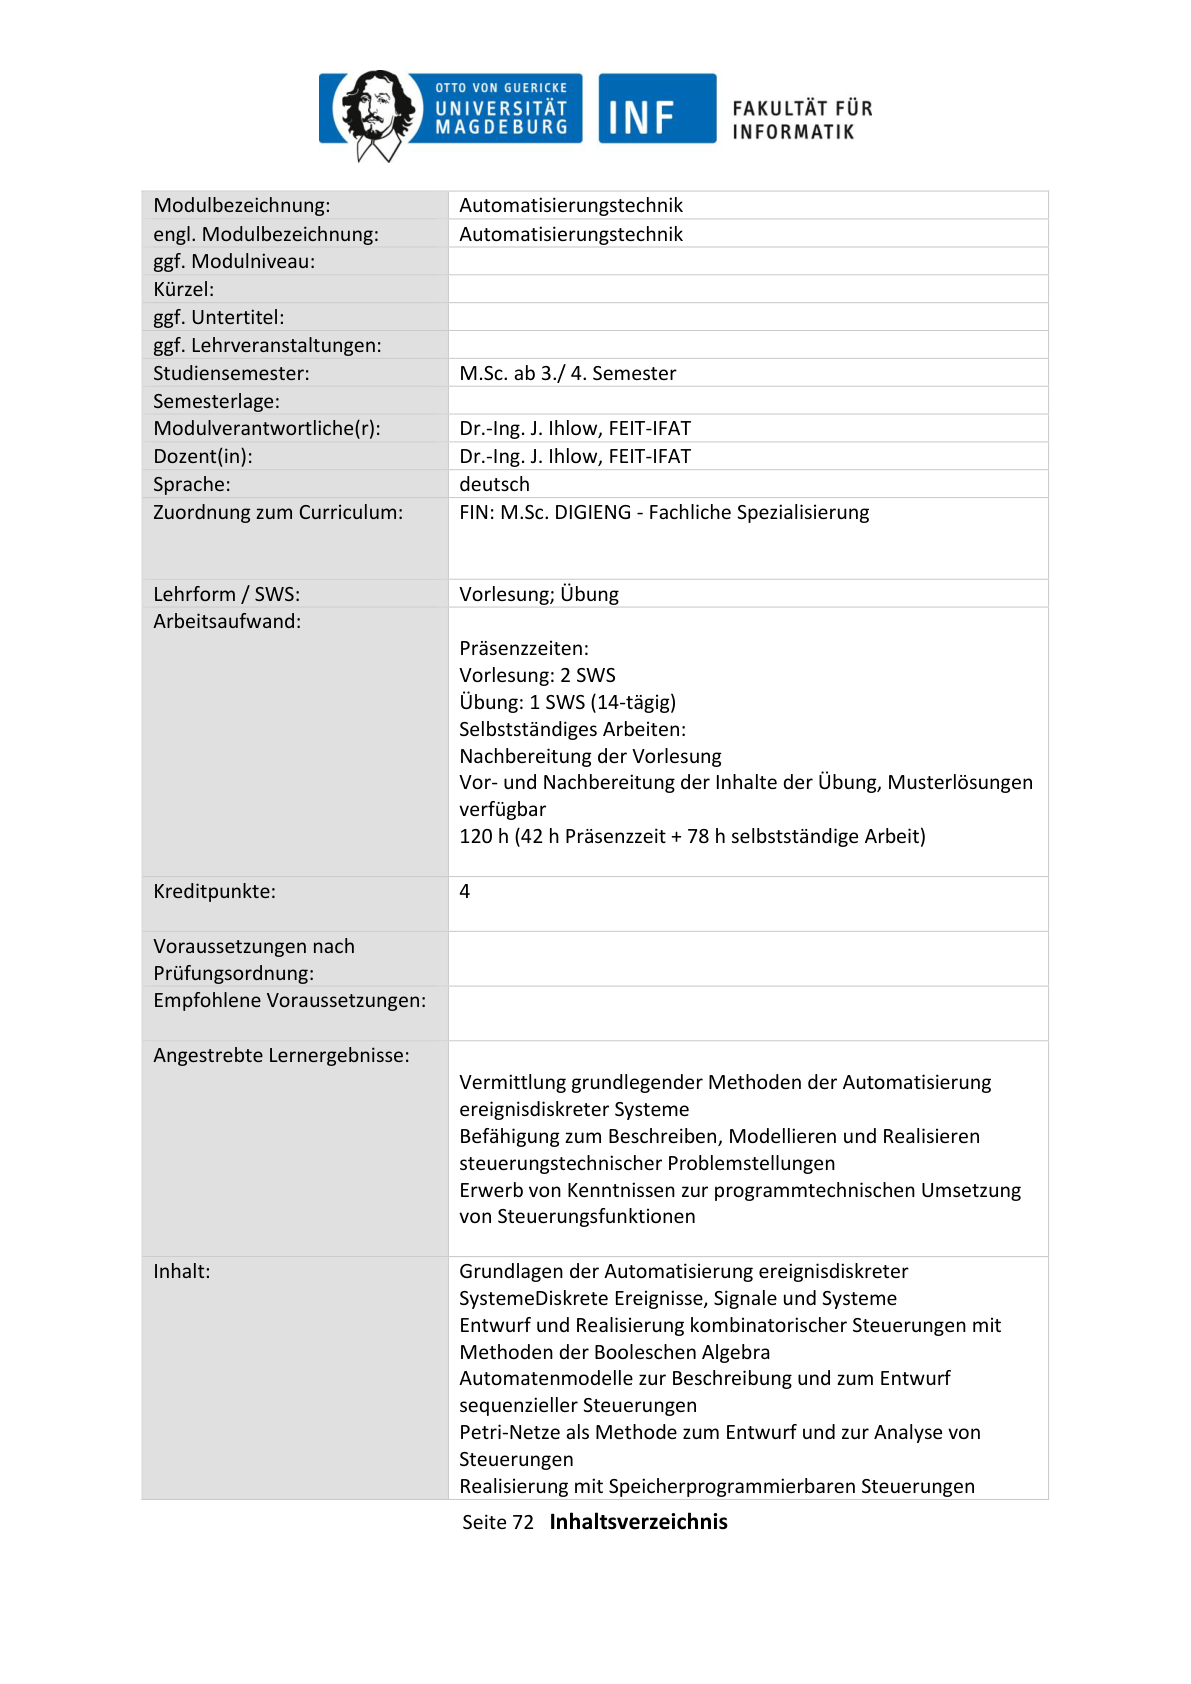 OTTO VON GUERICKE
UNIVERSITÄT
MAGDEBURG
INF
FAKULTÄT FÜR
INFORMATIK
Modulbezeichnung: Automatisierungstechnik
engl. Modulbezeichnung: Automatisierungstechnik
ggf. Modulniveau:
Kürzel:
ggf. Untertitel:
ggf. Lehrveranstaltungen:
Studiensemester: M.Sc. ab 3./ 4. Semester
Semesterlage:
Modulverantwortliche(r): Dr.-Ing. J. Ihlow, FEIT-IFAT
Dozent(in): Dr.-Ing. J. Ihlow, FEIT-IFAT
Sprache: deutsch
Zuordnung zum Curriculum: FIN: M.Sc. DIGIENG - Fachliche Spezialisierung
Lehrform / SWS: Vorlesung; Übung
Arbeitsaufwand:
Präsenzzeiten:
Vorlesung: 2 SWS
Übung: 1 SWS (14-tägig)
Selbstständiges Arbeiten:
Nachbereitung der Vorlesung
Vor- und Nachbereitung der Inhalte der Übung, Musterlösungen
verfügbar
120 h (42 h Präsenzzeit + 78 h selbstständige Arbeit)
Kreditpunkte: 4
Voraussetzungen nach
Prüfungsordnung:
Empfohlene Voraussetzungen:
Angestrebte Lernergebnisse:
Vermittlung grundlegender Methoden der Automatisierung
ereignisdiskreter Systeme
Befähigung zum Beschreiben, Modellieren und Realisieren
steuerungstechnischer Problemstellungen
Erwerb von Kenntnissen zur programmtechnischen Umsetzung
von Steuerungsfunktionen
Inhalt: Grundlagen der Automatisierung ereignisdiskreter
SystemeDiskrete Ereignisse, Signale und Systeme
Entwurf und Realisierung kombinatorischer Steuerungen mit
Methoden der Booleschen Algebra
Automatenmodelle zur Beschreibung und zum Entwurf
sequenzieller Steuerungen
Petri-Netze als Methode zum Entwurf und zur Analyse von
Steuerungen
Realisierung mit Speicherprogrammierbaren Steuerungen
Seite 72 Inhaltsverzeichnis